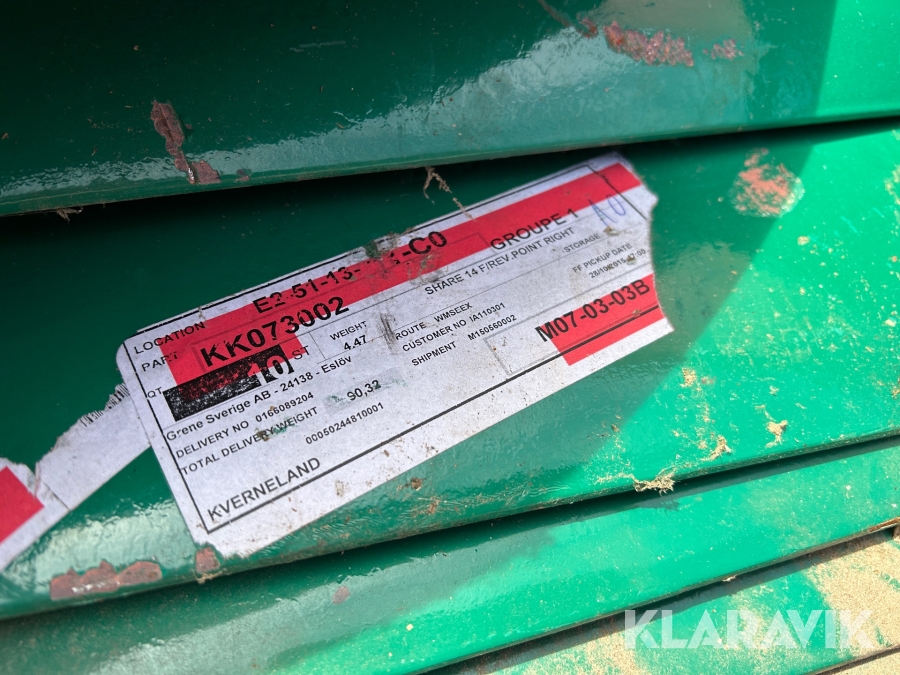 LOCATION E2-51-13- -C0 GROUPE 1
PART KK073002 SHARE 14 F/REV.POINT RIGHT
QT 10 ST WEIGHT 4.47 ROUTE WMSEEX STORAGE
CUSTOMER NO IA110301 FF PICKUP DATE
SHIPMENT M150560002
Grene Sverige AB - 24138 - Eslöv M07-03-03B
DELIVERY NO 0166089204
TOTAL DELIVERY WEIGHT 90,32
00050244810001
KVERNELAND
KLARAVIK